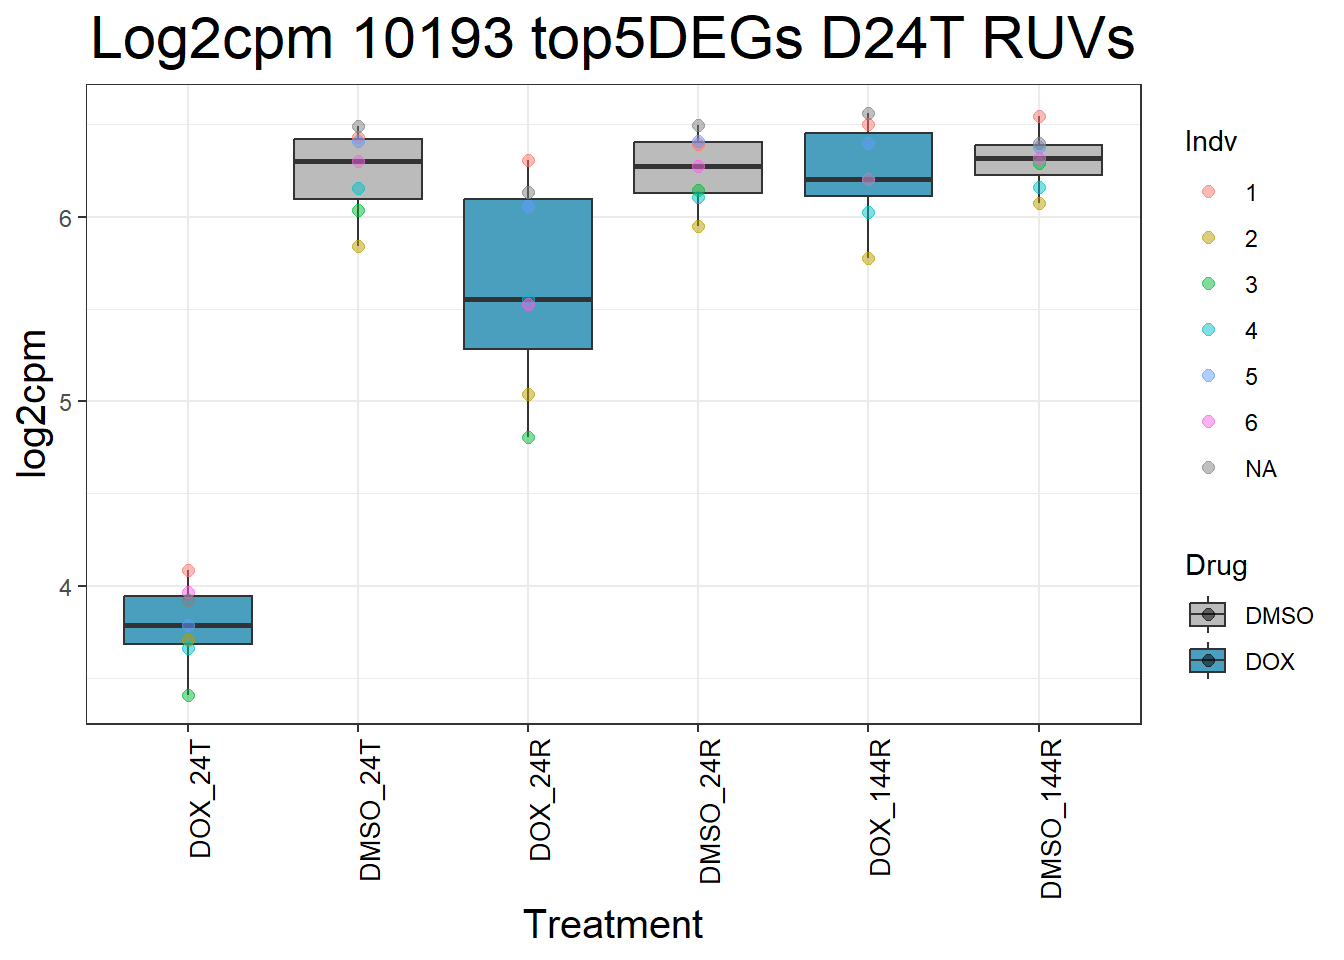 Log2cpm 10193 top5DEGs D24T RUVs
log2cpm
6
5
4
DOX_24T
DMSO_24T
DOX_24R
DMSO_24R
DOX_144R
DMSO_144R
Treatment
Indv
1
2
3
4
5
6
NA
Drug
DMSO
DOX